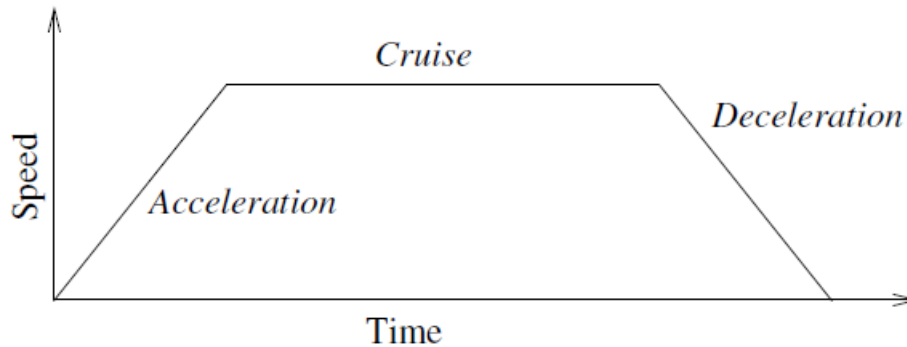 Cruise
Deceleration
Speed
Acceleration
Time